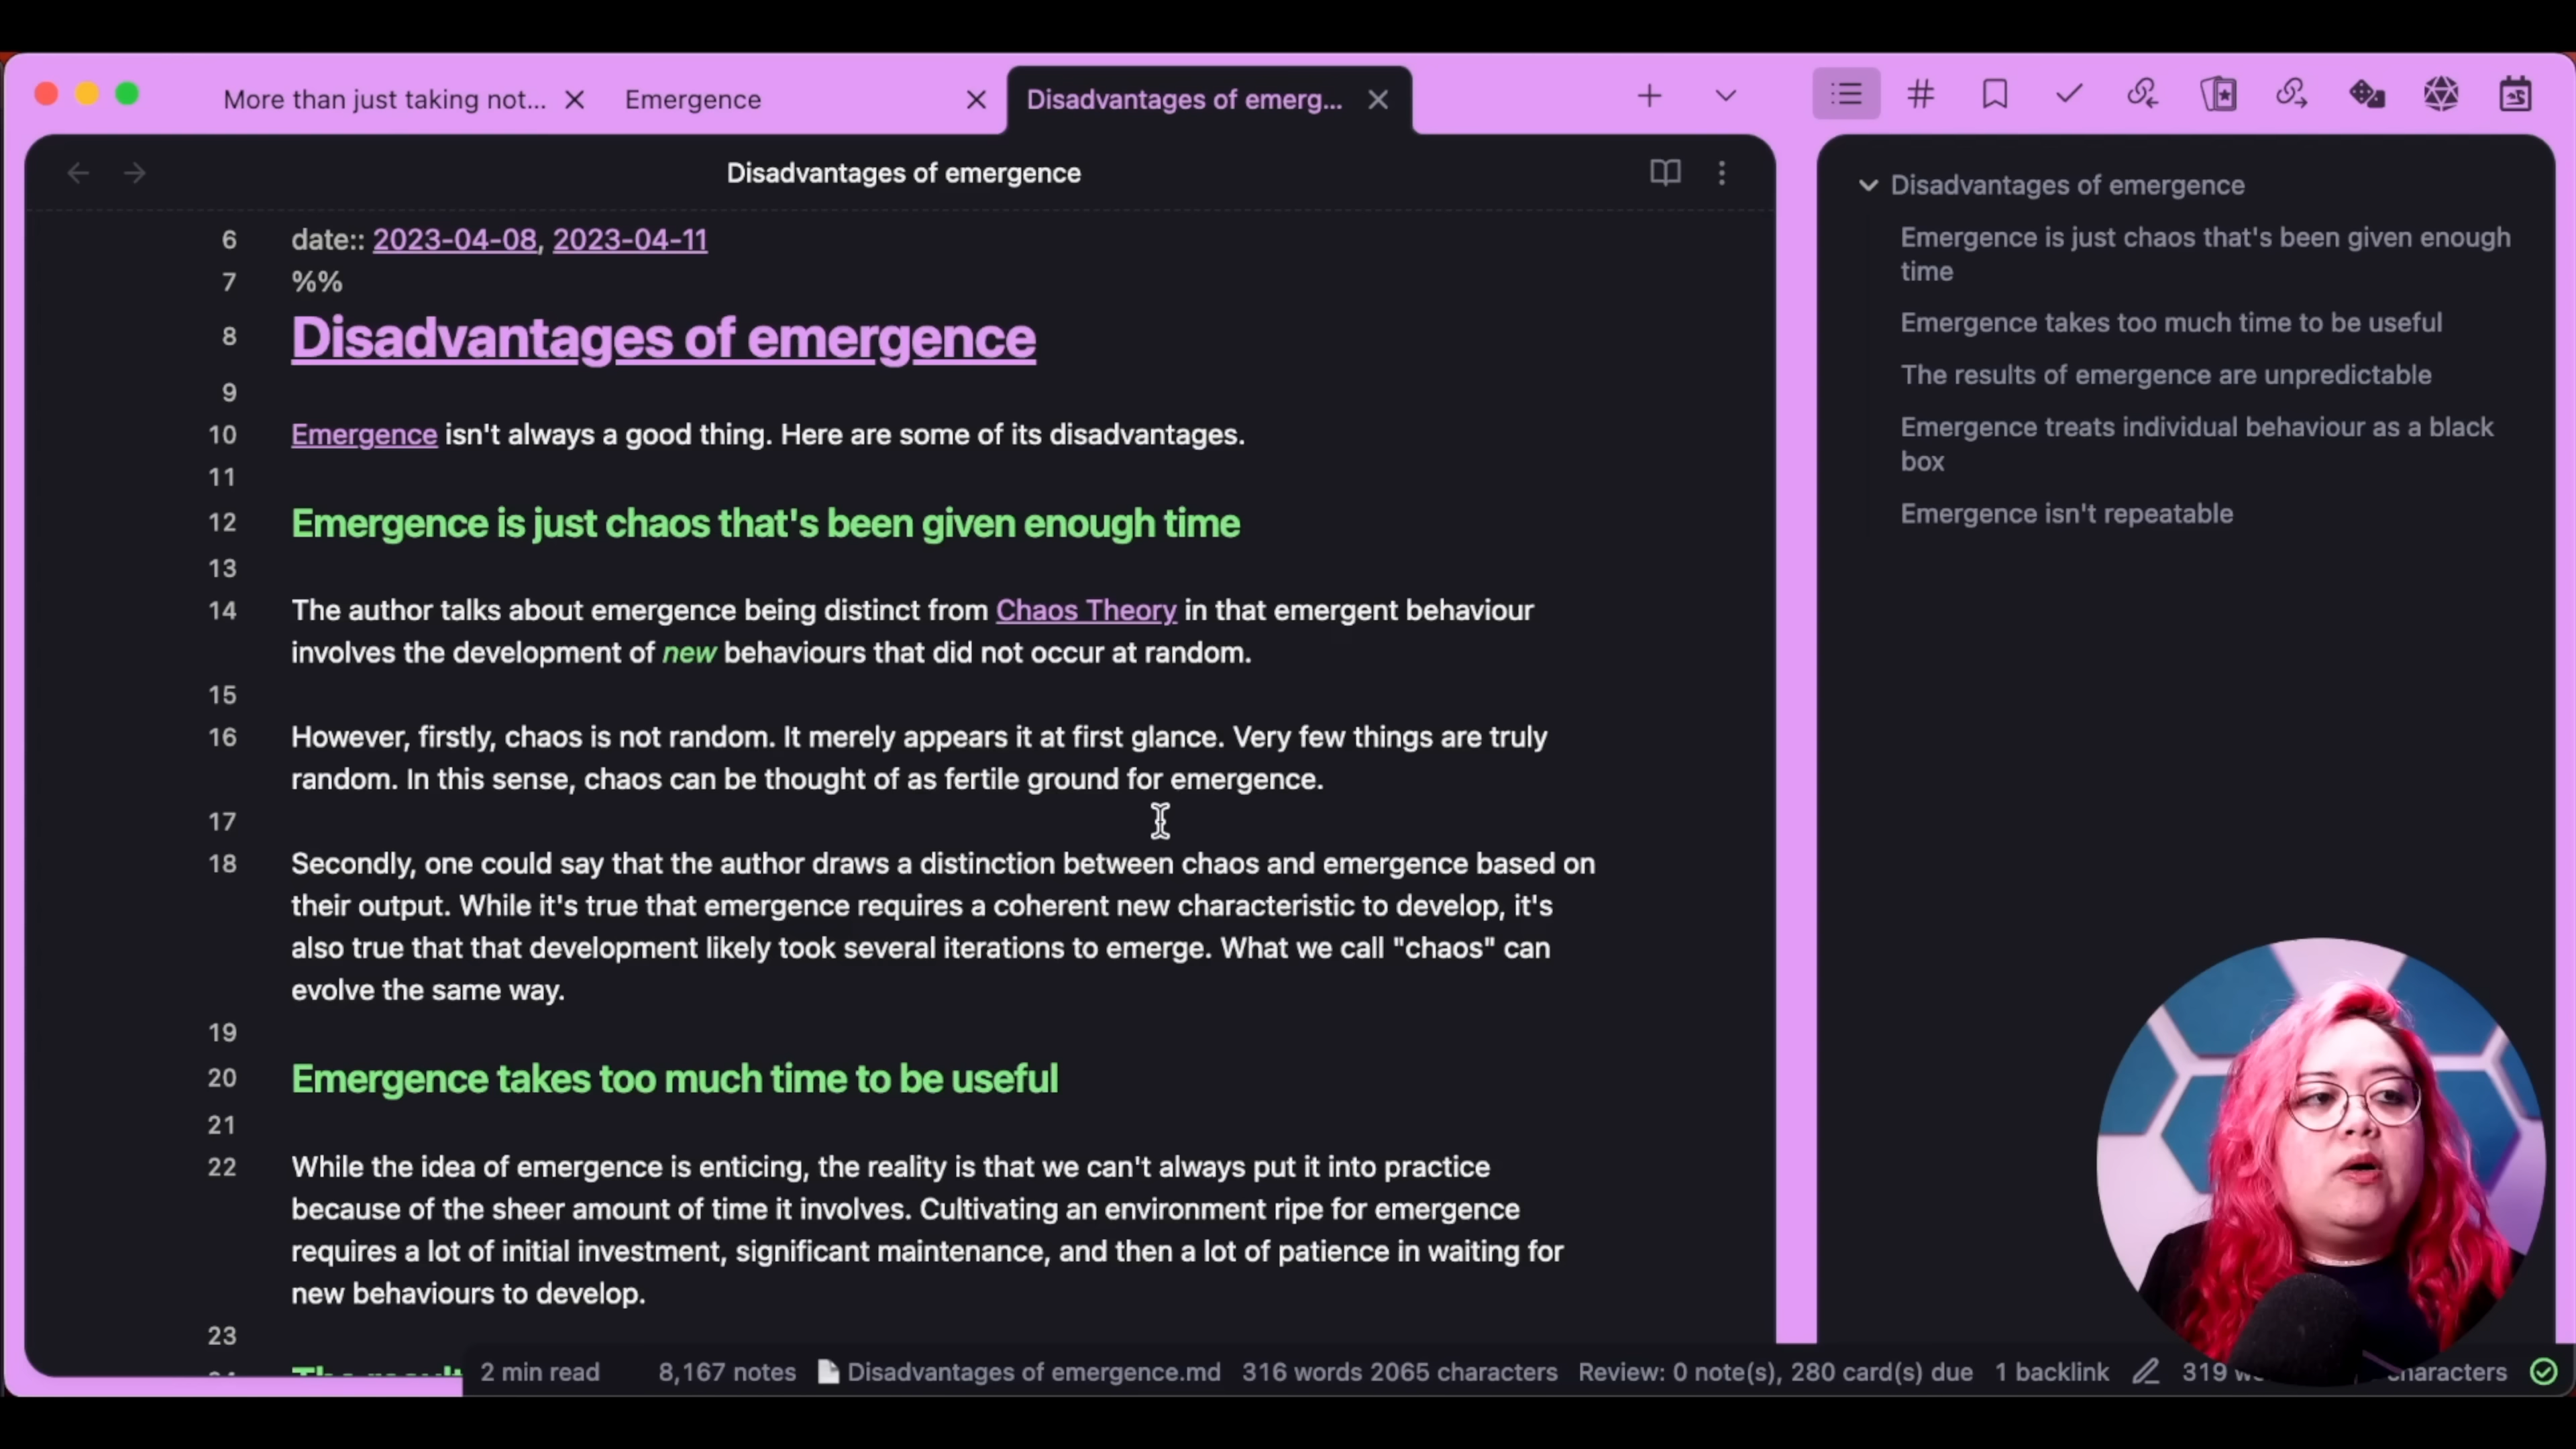 More than just taking not...
Emergence
Disadvantages of emerg...
Disadvantages of emergence
6 date:: 2023-04-08, 2023-04-11
7 %%
8 Disadvantages of emergence
9
10 Emergence isn't always a good thing. Here are some of its disadvantages.
11
12 Emergence is just chaos that's been given enough time
13
14 The author talks about emergence being distinct from Chaos Theory in that emergent behaviour
involves the development of new behaviours that did not occur at random.
15
16 However, firstly, chaos is not random. It merely appears it at first glance. Very few things are truly
random. In this sense, chaos can be thought of as fertile ground for emergence.
17
18 Secondly, one could say that the author draws a distinction between chaos and emergence based on
their output. While it's true that emergence requires a coherent new characteristic to develop, it's
also true that that development likely took several iterations to emerge. What we call "chaos" can
evolve the same way.
19
20 Emergence takes too much time to be useful
21
22 While the idea of emergence is enticing, the reality is that we can't always put it into practice
because of the sheer amount of time it involves. Cultivating an environment ripe for emergence
requires a lot of initial investment, significant maintenance, and then a lot of patience in waiting for
new behaviours to develop.
23
Disadvantages of emergence
Emergence is just chaos that's been given enough
time
Emergence takes too much time to be useful
The results of emergence are unpredictable
Emergence treats individual behaviour as a black
box
Emergence isn't repeatable
2 min read 8,167 notes Disadvantages of emergence.md 316 words 2065 characters Review: 0 note(s), 280 card(s) due 1 backlink 319 characters